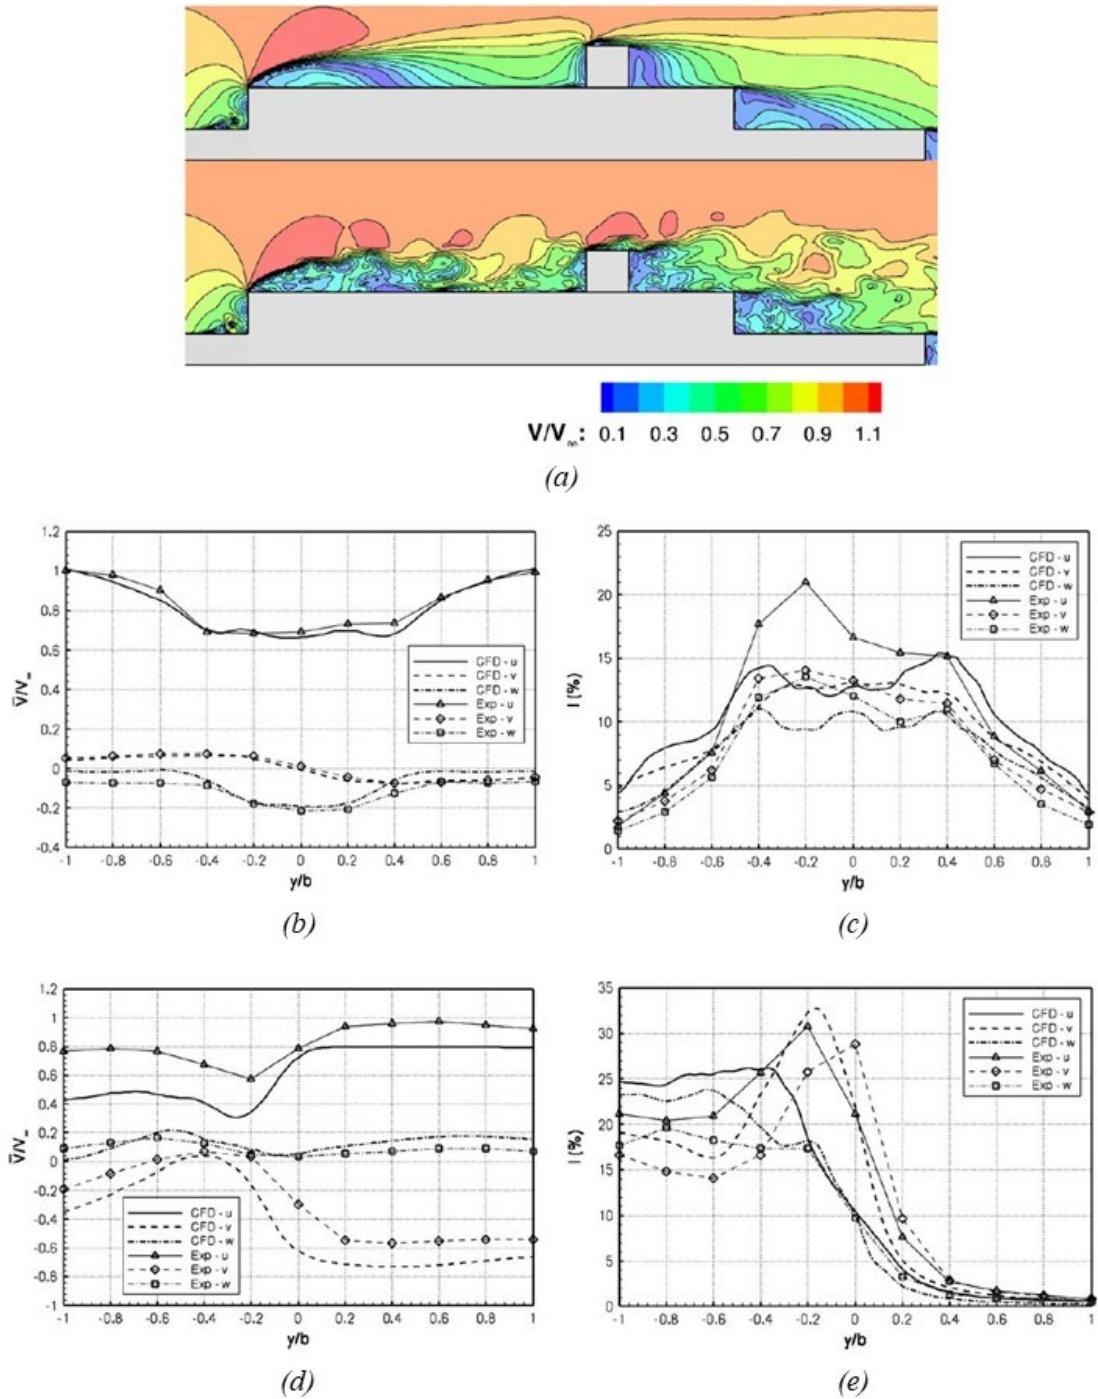 V/V∞: 0.1 0.3 0.5 0.7 0.9 1.1
(a)
1.2
1
0.8
0.6
0.4
0.2
0
-0.2
-0.4
V̅/V∞
CFD - u
CFD - v
CFD - w
Exp - u
Exp - v
Exp - w
-1 -0.8 -0.6 -0.4 -0.2 0 0.2 0.4 0.6 0.8 1
y/b
(b)
25
20
15
10
5
0
I (%)
CFD - u
CFD - v
CFD - w
Exp - u
Exp - v
Exp - w
-1 -0.8 -0.6 -0.4 -0.2 0 0.2 0.4 0.6 0.8 1
y/b
(c)
1.2
1
0.8
0.6
0.4
0.2
0
-0.2
-0.4
-0.6
-0.8
-1
V̅/V∞
CFD - u
CFD - v
CFD - w
Exp - u
Exp - v
Exp - w
-1 -0.8 -0.6 -0.4 -0.2 0 0.2 0.4 0.6 0.8 1
y/b
(d)
35
30
25
20
15
10
5
0
I (%)
CFD - u
CFD - v
CFD - w
Exp - u
Exp - v
Exp - w
-1 -0.8 -0.6 -0.4 -0.2 0 0.2 0.4 0.6 0.8 1
y/b
(e)